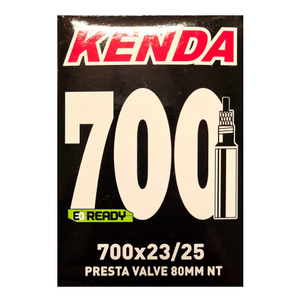 KENDA
700
E READY
700x23/25
PRESTA VALVE 80MM NT